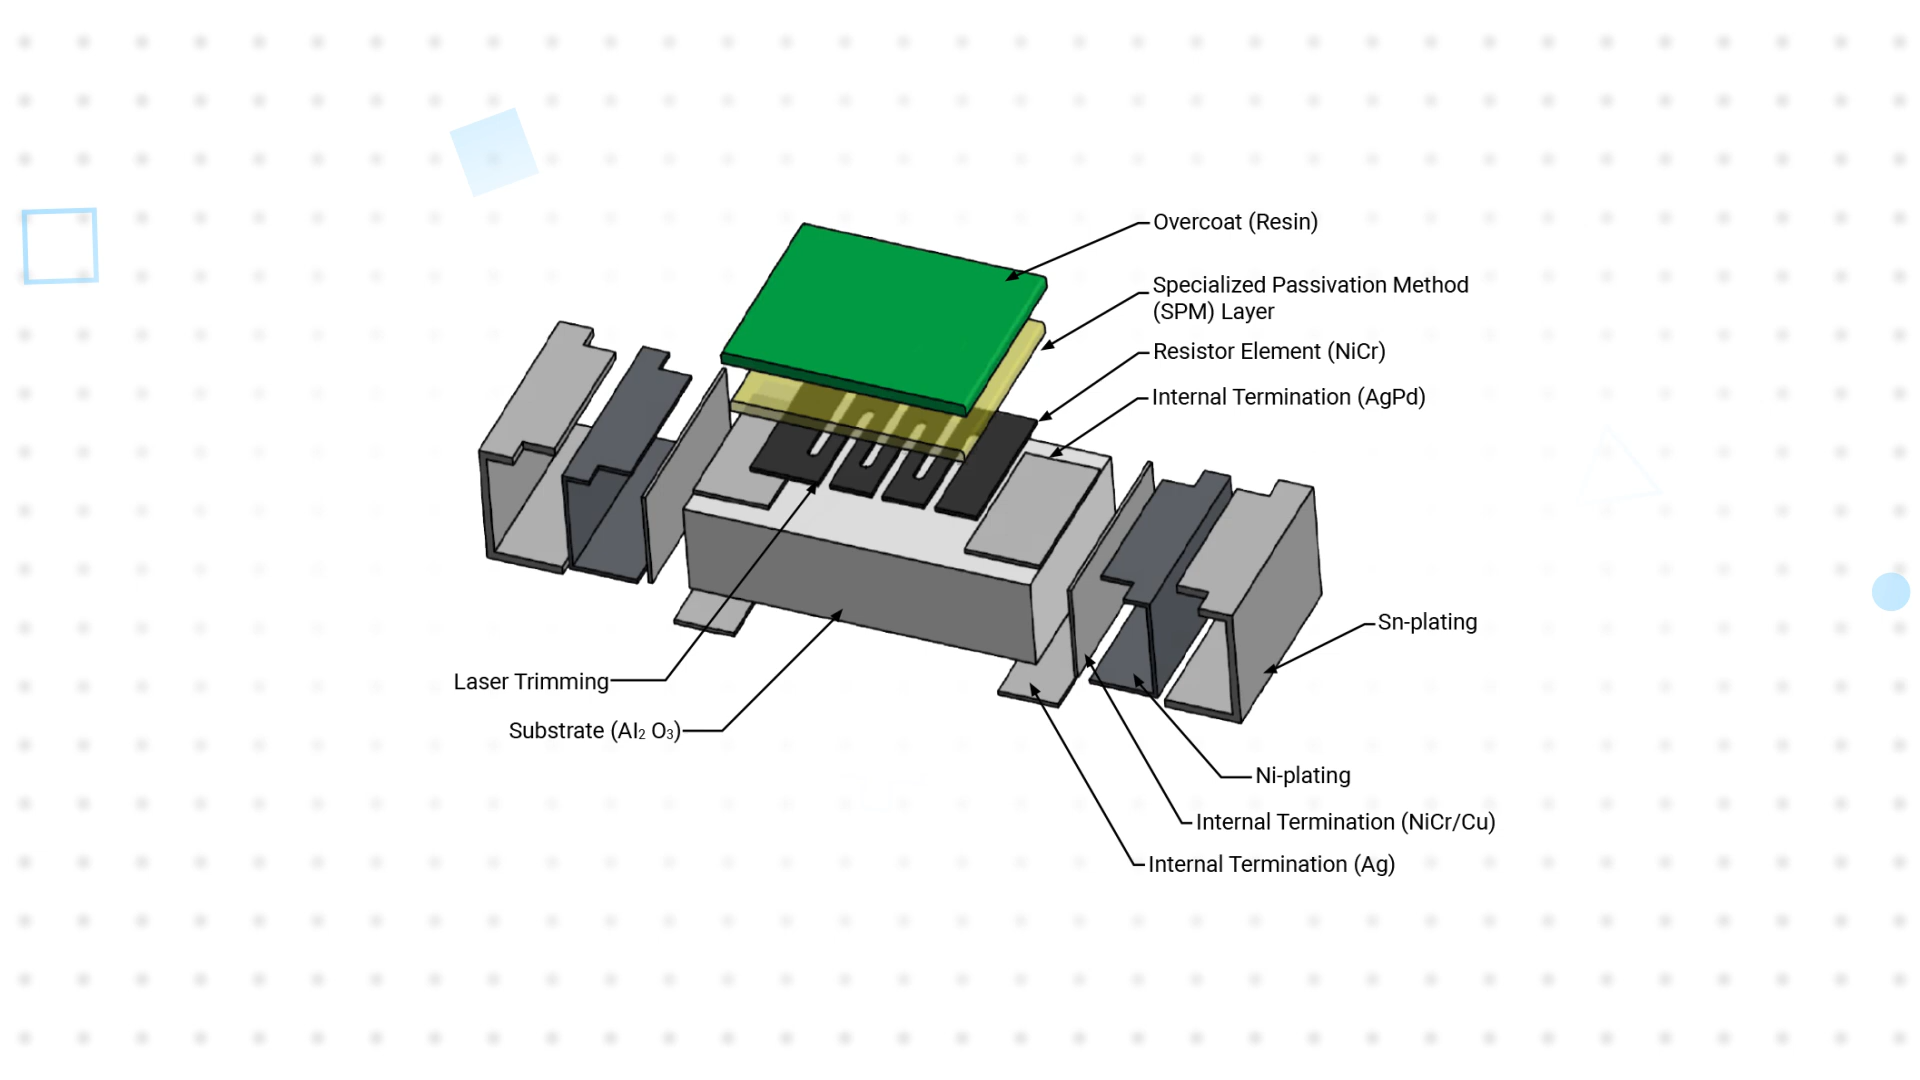 Overcoat (Resin)
Specialized Passivation Method
(SPM) Layer
Resistor Element (NiCr)
Internal Termination (AgPd)
Sn-plating
Laser Trimming
Substrate (Al₂ O₃)
Ni-plating
Internal Termination (NiCr/Cu)
Internal Termination (Ag)